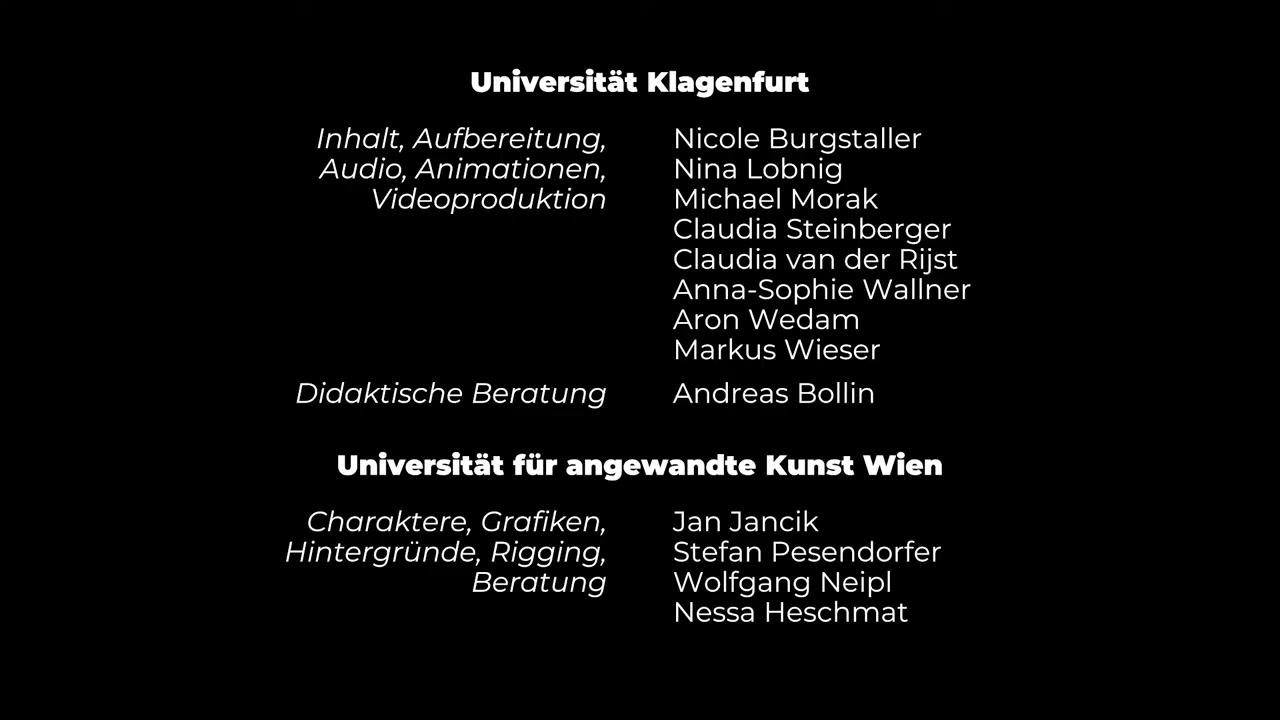 Universität Klagenfurt
Inhalt, Aufbereitung, Nicole Burgstaller
Audio, Animationen, Nina Lobnig
Videoproduktion Michael Morak
Claudia Steinberger
Claudia van der Rijst
Anna-Sophie Wallner
Aron Wedam
Markus Wieser
Didaktische Beratung Andreas Bollin
Universität für angewandte Kunst Wien
Charaktere, Grafiken, Jan Jancik
Hintergründe, Rigging, Stefan Pesendorfer
Beratung Wolfgang Neipl
Nessa Heschmat